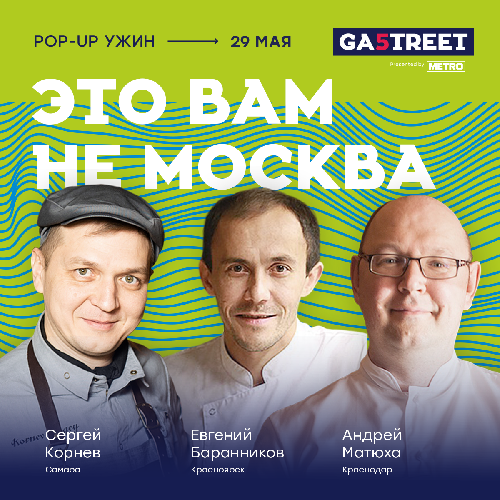 POP-UP УЖИН
29 МАЯ
GA5TREET
Presented by METRO
ЭТО ВАМ
НЕ МОСКВА
Сергей
Корнев
Самара
Евгений
Баранников
Красноярск
Андрей
Матюха
Краснодар